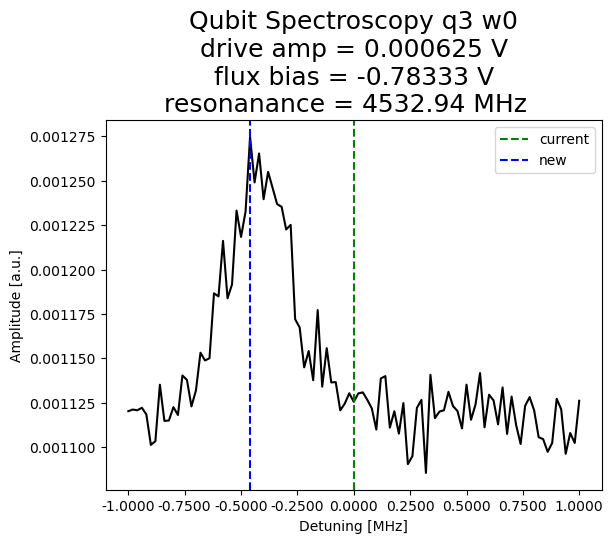 Qubit Spectroscopy q3 w0
drive amp = 0.000625 V
flux bias = -0.78333 V
resonanance = 4532.94 MHz
current
new
0.001275
0.001250
0.001225
0.001200
0.001175
0.001150
0.001125
0.001100
Amplitude [a.u.]
-1.0000 -0.7500 -0.5000 -0.2500 0.0000 0.2500 0.5000 0.7500 1.0000
Detuning [MHz]